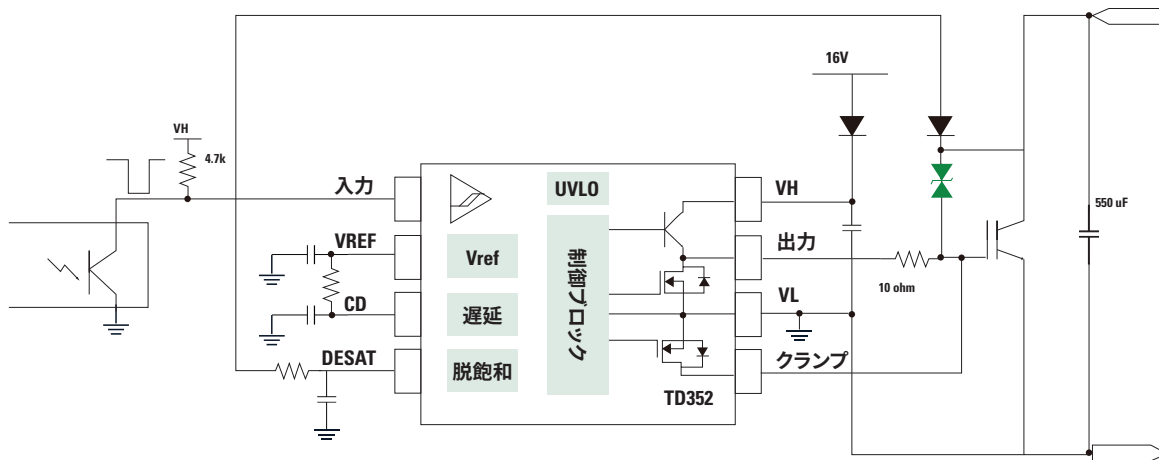 16V
VH
4.7k
入力
UVLO
VH
550 uF
VREF
Vref
制御ブロック
出力
10 ohm
CD
遅延
VL
DESAT
脱飽和
クランプ
TD352